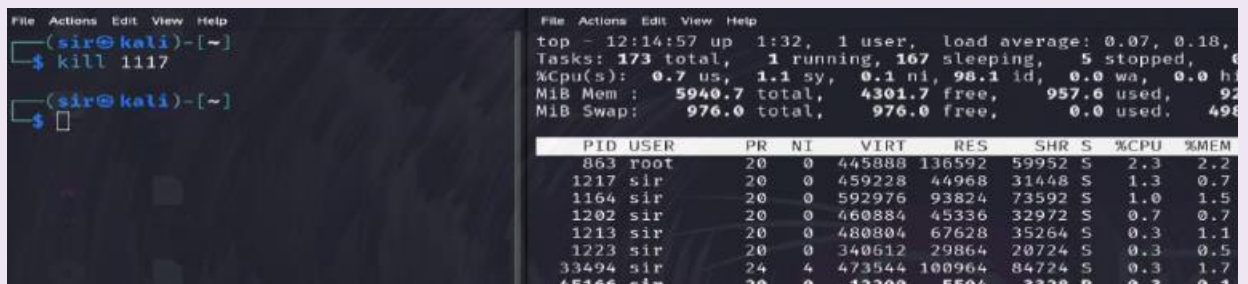 File Actions Edit View Help
(sir㉿kali)-[~]
$ kill 1117
(sir㉿kali)-[~]
$
File Actions Edit View Help
top - 12:14:57 up 1:32, 1 user, load average: 0.07, 0.18,
Tasks: 173 total, 1 running, 167 sleeping, 5 stopped,
%Cpu(s): 0.7 us, 1.1 sy, 0.1 ni, 98.1 id, 0.0 wa, 0.0 hi
MiB Mem : 5940.7 total, 4301.7 free, 957.6 used, 92
MiB Swap: 976.0 total, 976.0 free, 0.0 used. 498
PID USER PR NI VIRT RES SHR S %CPU %MEM
863 root 20 0 445888 136592 59952 S 2.3 2.2
1217 sir 20 0 459228 44968 31448 S 1.3 0.7
1164 sir 20 0 592976 93824 73592 S 1.0 1.5
1202 sir 20 0 460884 45336 32972 S 0.7 0.7
1213 sir 20 0 480804 67628 35264 S 0.3 1.1
1223 sir 20 0 340612 29864 20724 S 0.3 0.5
33494 sir 24 4 473544 100964 84724 S 0.3 1.7